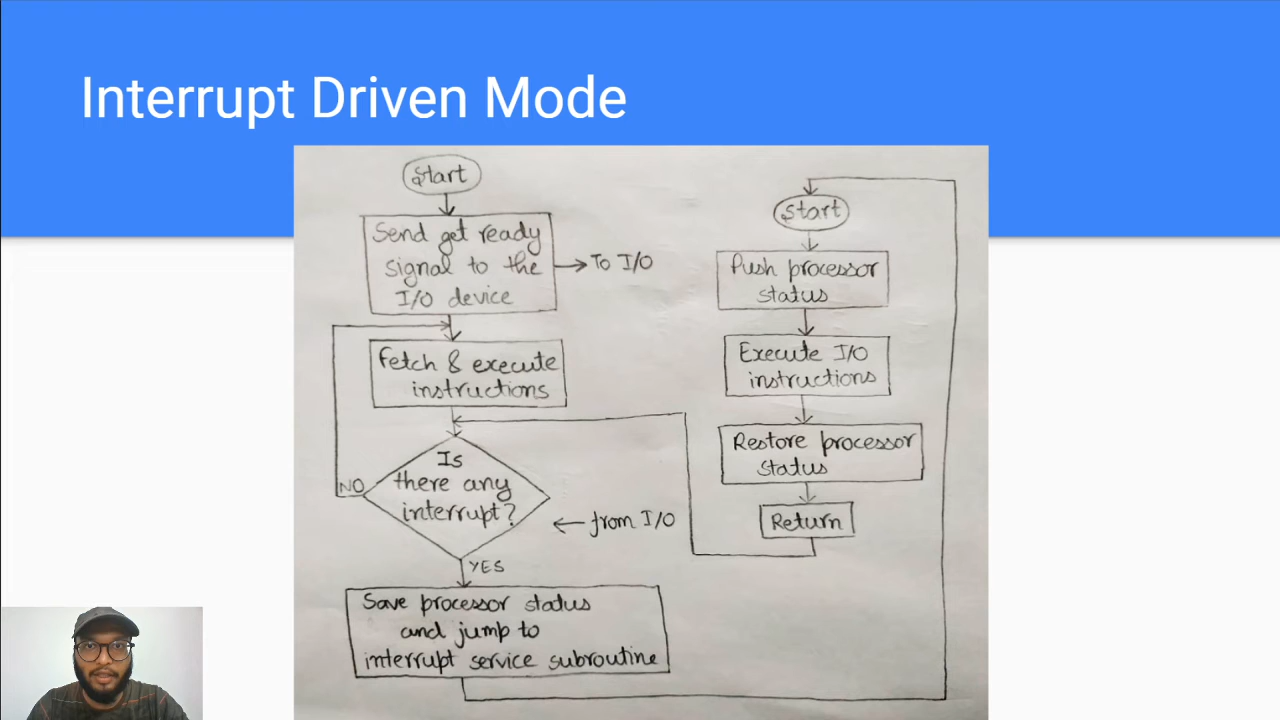 Interrupt Driven Mode
Start
Send get ready
signal to the
I/O device
To I/O
Fetch & execute
instructions
Is
there any
interrupt?
NO
from I/O
YES
Save processor status
and jump to
interrupt service subroutine
Start
Push processor
status
Execute I/O
instructions
Restore processor
status
Return